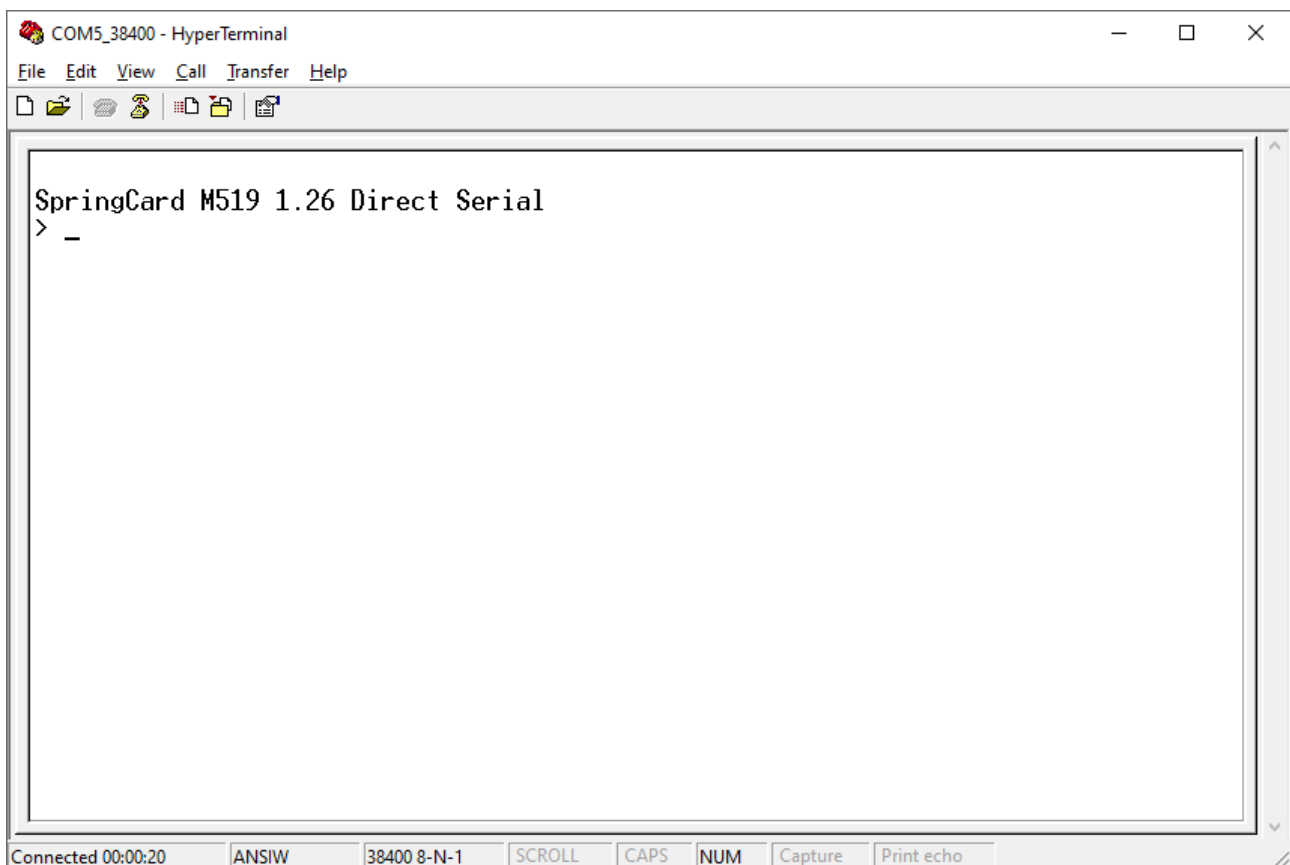 COM5_38400 - HyperTerminal
File Edit View Call Transfer Help
SpringCard M519 1.26 Direct Serial
> _
Connected 00:00:20 ANSIW 38400 8-N-1 SCROLL CAPS NUM Capture Print echo